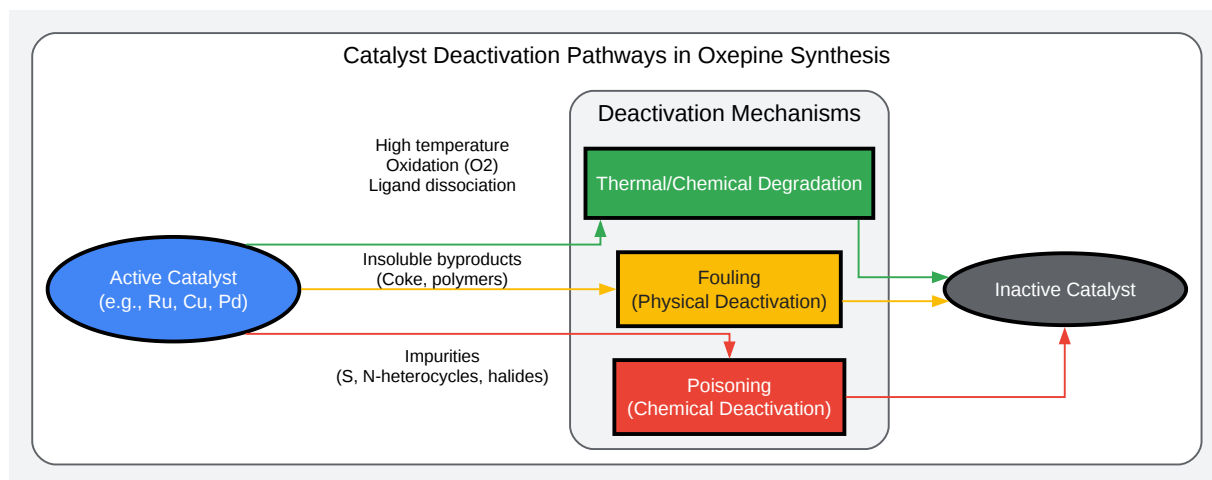 Catalyst Deactivation Pathways in Oxepine Synthesis
Deactivation Mechanisms
High temperature
Oxidation (O2)
Ligand dissociation
Thermal/Chemical Degradation
Active Catalyst
(e.g., Ru, Cu, Pd)
Insoluble byproducts
(Coke, polymers)
Fouling
(Physical Deactivation)
Inactive Catalyst
Impurities
(S, N-heterocycles, halides)
Poisoning
(Chemical Deactivation)